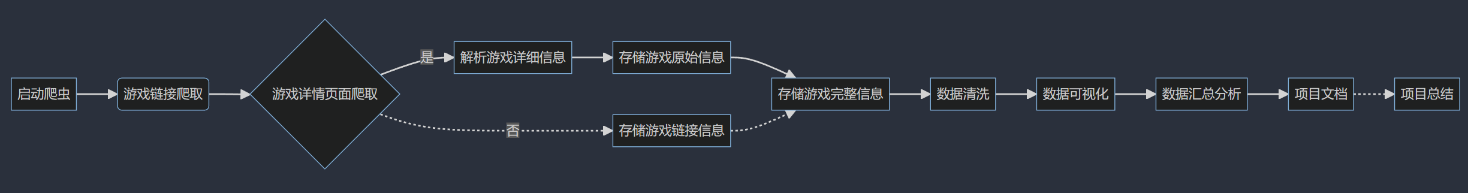 启动爬虫
游戏链接爬取
游戏详情页面爬取
是
解析游戏详细信息
存储游戏原始信息
否
存储游戏链接信息
存储游戏完整信息
数据清洗
数据可视化
数据汇总分析
项目文档
项目总结